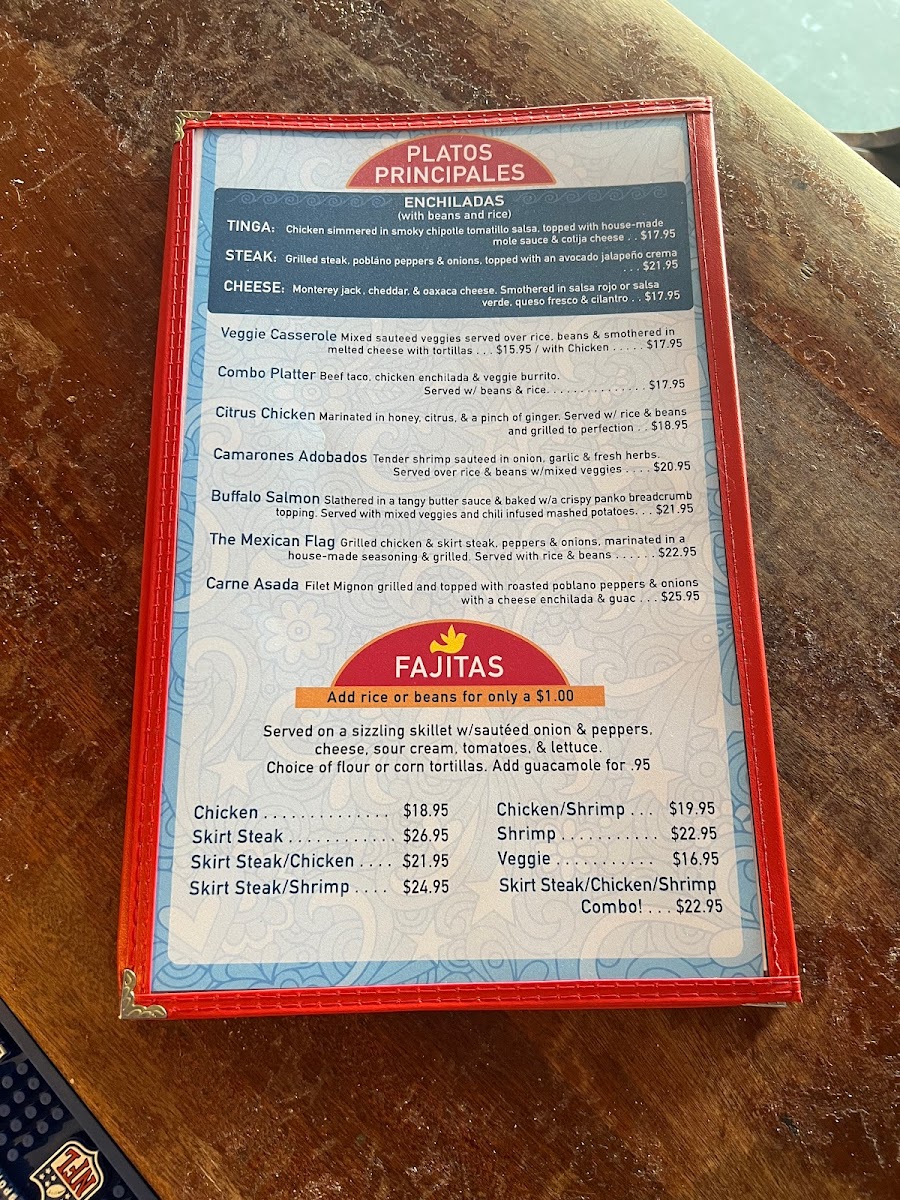 PLATOS
PRINCIPALES
ENCHILADAS
(with beans and rice)
TINGA: Chicken simmered in smoky chipotle tomatillo salsa, topped with house-made
mole sauce & cotija cheese . . $17.95
STEAK: Grilled steak, poblano peppers & onions, topped with an avocado jalapeño crema
. . . $21.95
CHEESE: Monterey jack, cheddar, & oaxaca cheese. Smothered in salsa rojo or salsa
verde, queso fresco & cilantro . . $17.95
Veggie Casserole Mixed sauteed veggies served over rice, beans & smothered in
melted cheese with tortillas . . . $15.95 / with Chicken . . . . . $17.95
Combo Platter Beef taco, chicken enchilada & veggie burrito.
Served w/ beans & rice. . . . . . . . . . . . . . . $17.95
Citrus Chicken Marinated in honey, citrus, & a pinch of ginger. Served w/ rice & beans
and grilled to perfection . . $18.95
Camarones Adobados Tender shrimp sauteed in onion, garlic & fresh herbs.
Served over rice & beans w/mixed veggies . . . . $20.95
Buffalo Salmon Slathered in a tangy butter sauce & baked w/a crispy panko breadcrumb
topping. Served with mixed veggies and chili infused mashed potatoes. . . $21.95
The Mexican Flag Grilled chicken & skirt steak, peppers & onions, marinated in a
house-made seasoning & grilled. Served with rice & beans . . . . . . $22.95
Carne Asada Filet Mignon grilled and topped with roasted poblano peppers & onions
with a cheese enchilada & guac . . . $25.95
FAJITAS
Add rice or beans for only a $1.00
Served on a sizzling skillet w/sautéed onion & peppers,
cheese, sour cream, tomatoes, & lettuce.
Choice of flour or corn tortillas. Add guacamole for .95
Chicken . . . . . . . . . . . . . . $18.95
Skirt Steak . . . . . . . . . . . $26.95
Skirt Steak/Chicken . . . . $21.95
Skirt Steak/Shrimp . . . . $24.95
Chicken/Shrimp . . . $19.95
Shrimp . . . . . . . . . . . $22.95
Veggie . . . . . . . . . . . $16.95
Skirt Steak/Chicken/Shrimp
Combo! . . . $22.95
NFL